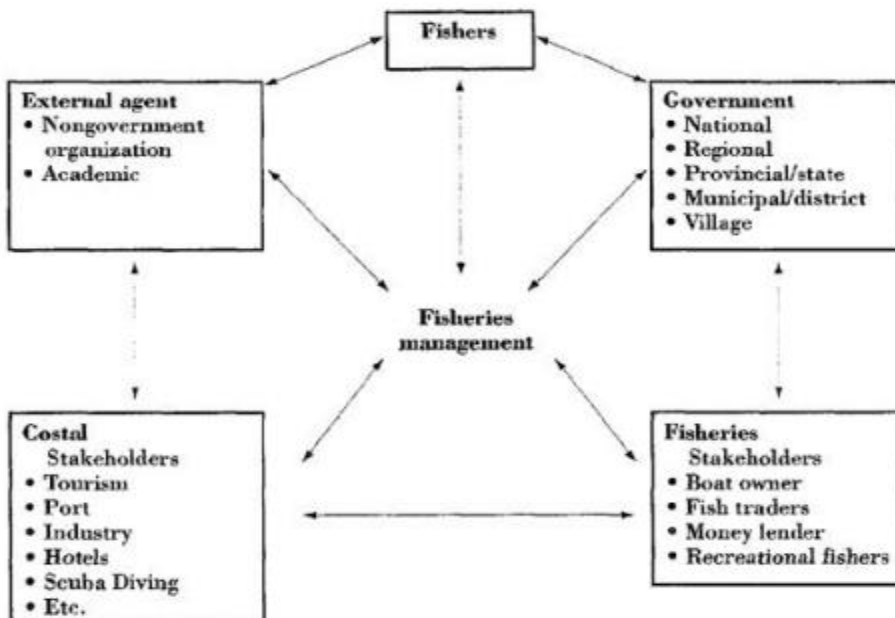 Fishers
External agent
• Nongovernment
organization
• Academic
Government
• National
• Regional
• Provincial/state
• Municipal/district
• Village
Fisheries
management
Costal
Stakeholders
• Tourism
• Port
• Industry
• Hotels
• Scuba Diving
• Etc.
Fisheries
Stakeholders
• Boat owner
• Fish traders
• Money lender
• Recreational fishers